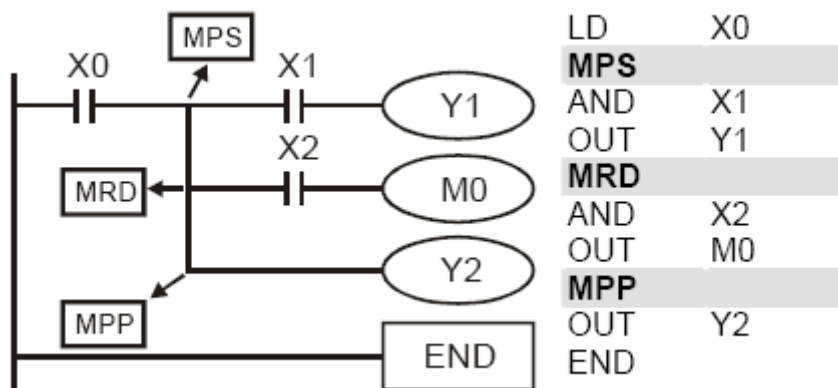 MPS
X0
X1
Y1
X2
MRD
M0
Y2
MPP
END
LD X0
MPS
AND X1
OUT Y1
MRD
AND X2
OUT M0
MPP
OUT Y2
END